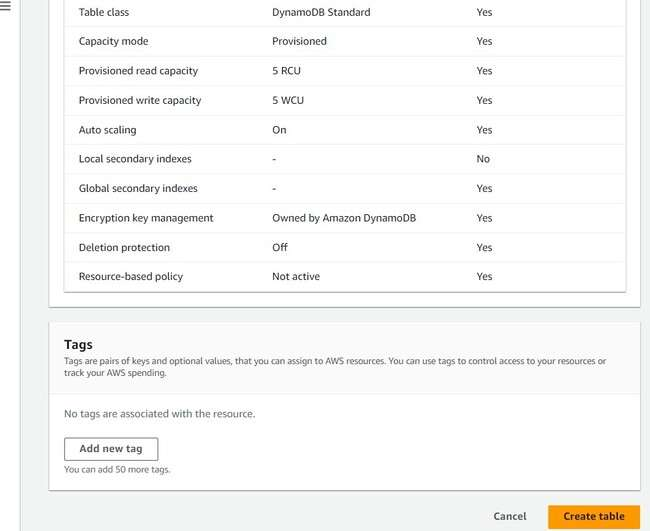 Table class DynamoDB Standard Yes
Capacity mode Provisioned Yes
Provisioned read capacity 5 RCU Yes
Provisioned write capacity 5 WCU Yes
Auto scaling On Yes
Local secondary indexes - No
Global secondary indexes - Yes
Encryption key management Owned by Amazon DynamoDB Yes
Deletion protection Off Yes
Resource-based policy Not active Yes
Tags
Tags are pairs of keys and optional values, that you can assign to AWS resources. You can use tags to control access to your resources or
track your AWS spending.
No tags are associated with the resource.
Add new tag
You can add 50 more tags.
Cancel Create table